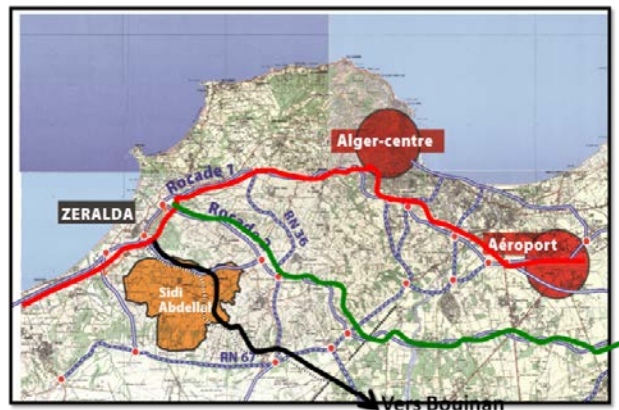 Alger-centre
Rocade 1
ZERALDA
Rocade 2
RN 36
Aéroport
Sidi
Abdellah
RN 67
Vers Bouinan